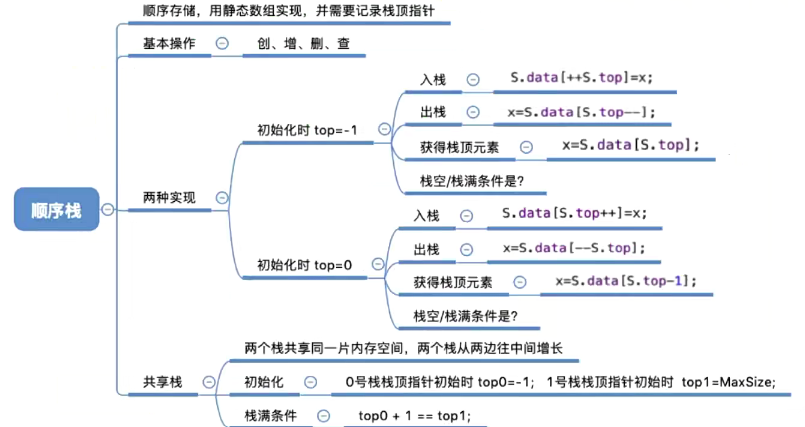 顺序存储，用静态数组实现，并需要记录栈顶指针
基本操作
创、增、删、查
入栈
S.data[++S.top]=x;
出栈
x=S.data[S.top--];
初始化时 top=-1
获得栈顶元素
x=S.data[S.top];
栈空/栈满条件是?
顺序栈
两种实现
入栈
S.data[S.top++]=x;
出栈
x=S.data[--S.top];
初始化时 top=0
获得栈顶元素
x=S.data[S.top-1];
栈空/栈满条件是?
两个栈共享同一片内存空间，两个栈从两边往中间增长
共享栈
初始化
0号栈栈顶指针初始时 top0=-1; 1号栈栈顶指针初始时 top1=MaxSize;
栈满条件
top0 + 1 == top1;